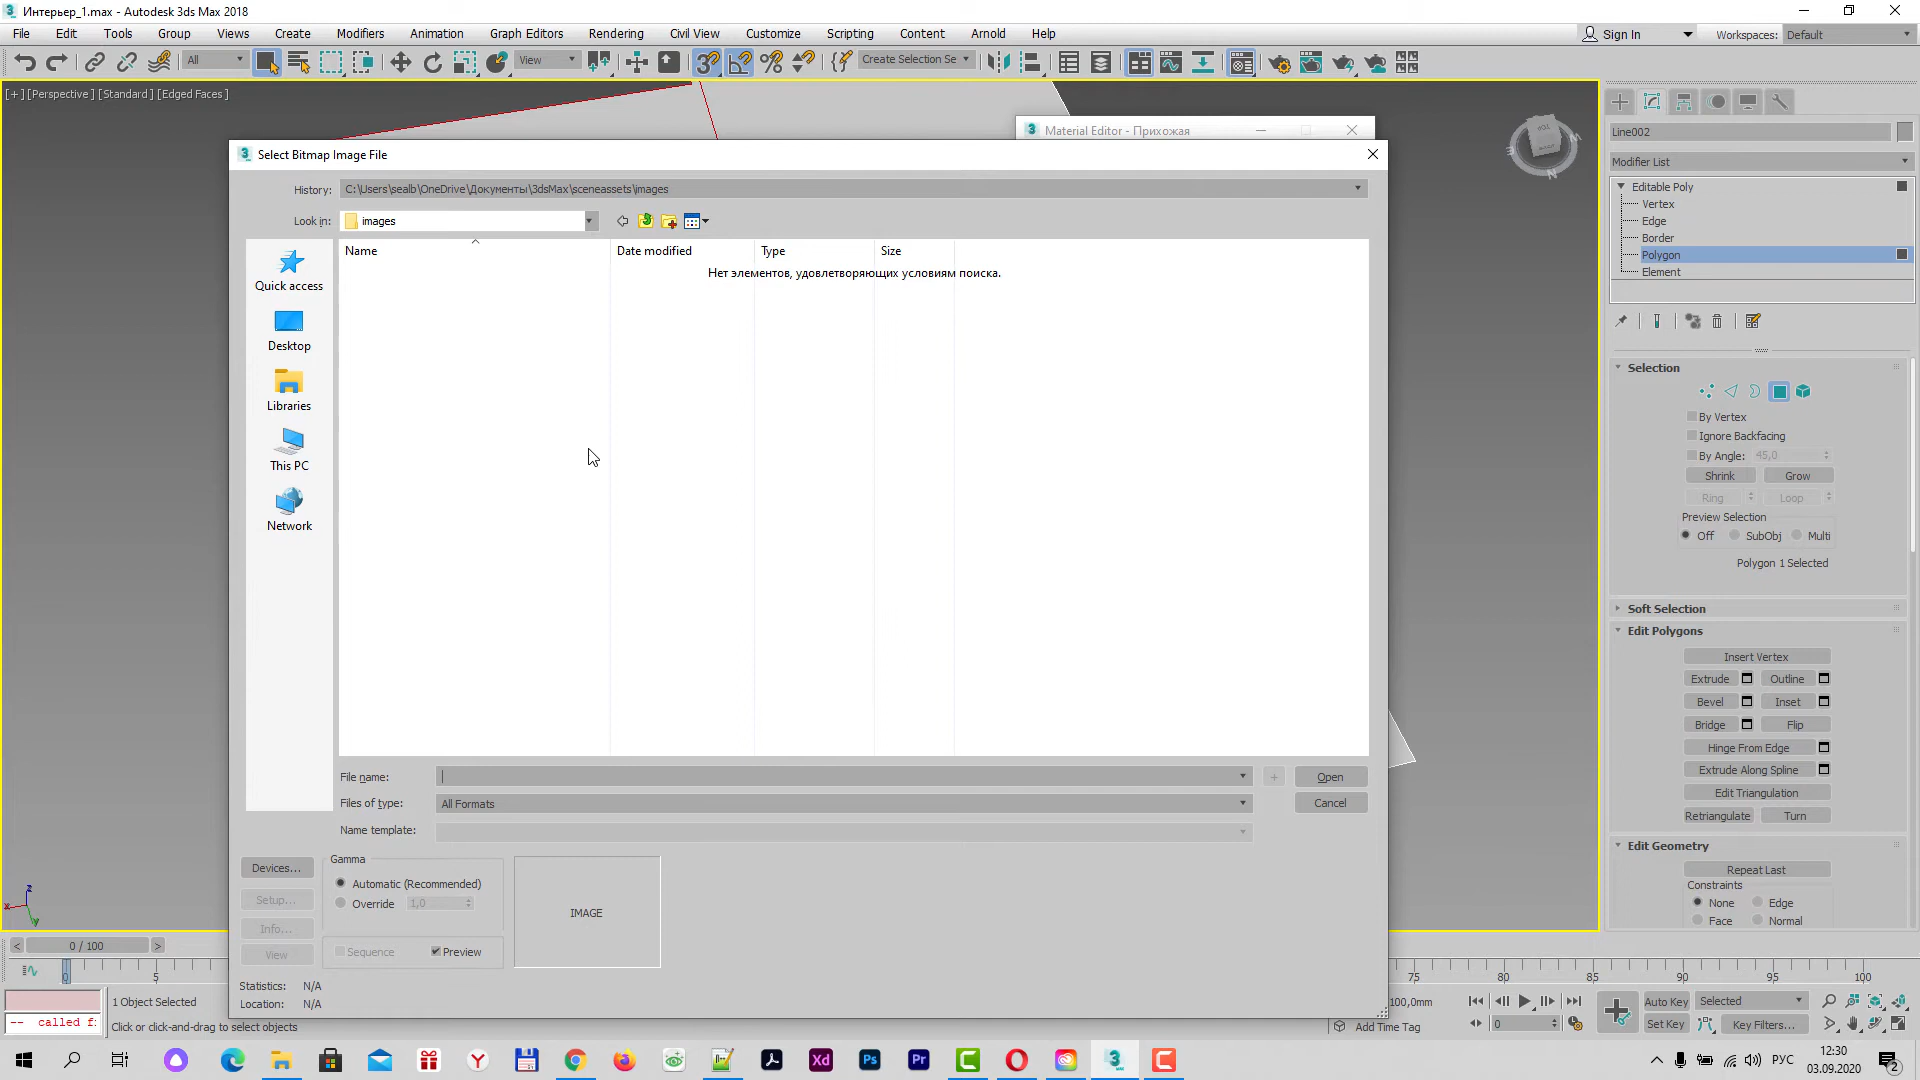 Интерьер_1.max - Autodesk 3ds Max 2018
File Edit Tools Group Views Create Modifiers Animation Graph Editors Rendering Civil View Customize Scripting Content Arnold Help Sign In Workspaces: Default
All View Create Selection Se
[+] [Perspective] [Standard] [Edged Faces]
Material Editor - Прихожая
Select Bitmap Image File
History: C:\Users\sealb\OneDrive\Документы\3dsMax\sceneassets\images
Look in: images
Name Date modified Type Size
Нет элементов, удовлетворяющих условиям поиска.
Quick access
Desktop
Libraries
This PC
Network
File name: Open
Files of type: All Formats Cancel
Name template:
Devices...
Setup...
Info...
View
Gamma
Automatic (Recommended)
Override 1,0
Sequence Preview
IMAGE
Statistics: N/A
Location: N/A
Line002
Modifier List
Editable Poly
Vertex
Edge
Border
Polygon
Element
Selection
By Vertex
Ignore Backfacing
By Angle: 45,0
Shrink Grow
Ring Loop
Preview Selection
Off SubObj Multi
Polygon 1 Selected
Soft Selection
Edit Polygons
Insert Vertex
Extrude Outline
Bevel Inset
Bridge Flip
Hinge From Edge
Extrude Along Spline
Edit Triangulation
Retriangulate Turn
Edit Geometry
Repeat Last
Constraints
None Edge
Face Normal
< 0 / 100 >
0 5 75 80 85 90 95 100
1 Object Selected
-- called f:
Click or click-and-drag to select objects
100,0mm
Add Time Tag
0
Auto Key Selected
Set Key Key Filters...
РУС
12:30
03.09.2020
2